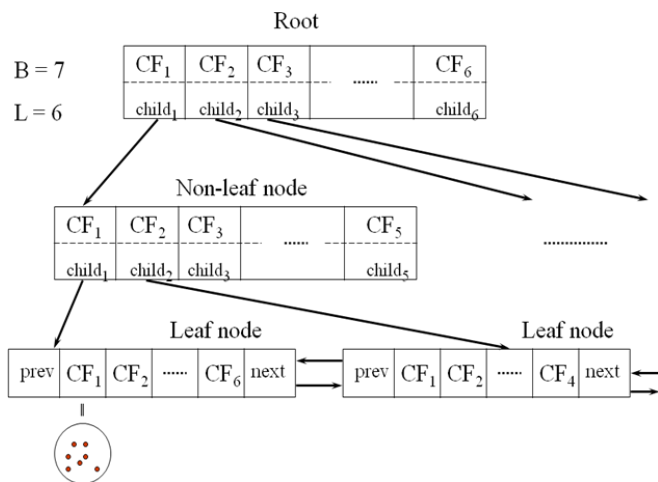 Root
B = 7
CF₁ CF₂ CF₃ ...... CF₆
L = 6
child₁ child₂ child₃ child₆
Non-leaf node
CF₁ CF₂ CF₃ ...... CF₅
child₁ child₂ child₃ child₅
...............
Leaf node Leaf node
prev CF₁ CF₂ ...... CF₆ next prev CF₁ CF₂ ...... CF₄ next
=